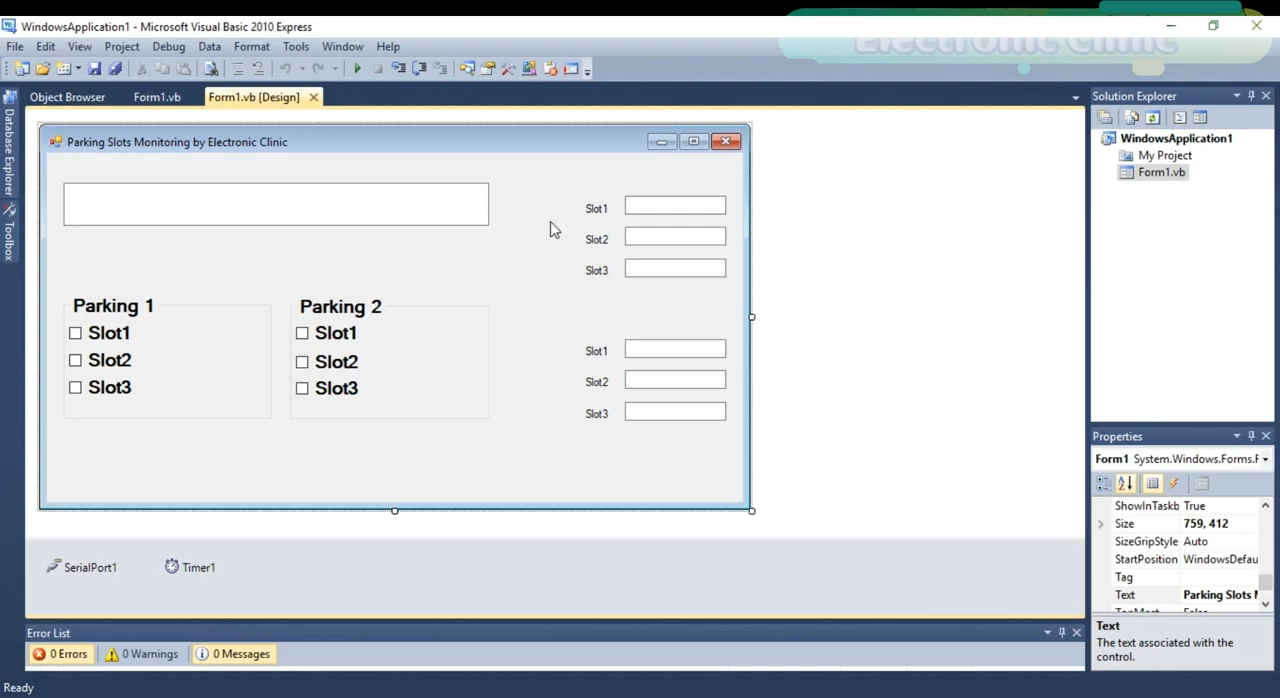 Electronic Clinic
WindowsApplication1 - Microsoft Visual Basic 2010 Express
File Edit View Project Debug Data Format Tools Window Help
Object Browser Form1.vb Form1.vb [Design]
Database Explorer
Toolbox
Parking Slots Monitoring by Electronic Clinic
Slot1
Slot2
Slot3
Parking 1
Slot1
Slot2
Slot3
Parking 2
Slot1
Slot2
Slot3
Slot1
Slot2
Slot3
SerialPort1 Timer1
Solution Explorer
WindowsApplication1
My Project
Form1.vb
Properties
Form1 System.Windows.Forms.F
ShowInTaskb True
Size 759, 412
SizeGripStyle Auto
StartPosition WindowsDefau
Tag
Text Parking Slots M
Text
The text associated with the
control.
Error List
0 Errors 0 Warnings 0 Messages
Ready